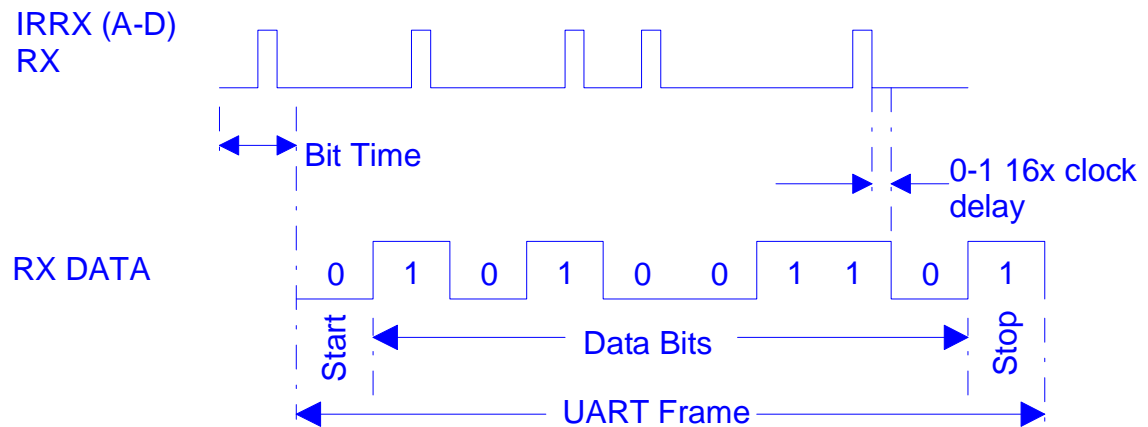 IRRX (A-D)
RX
Bit Time
0-1 16x clock
delay
RX DATA
0 1 0 1 0 0 1 1 0 1
Start
Data Bits
Stop
UART Frame